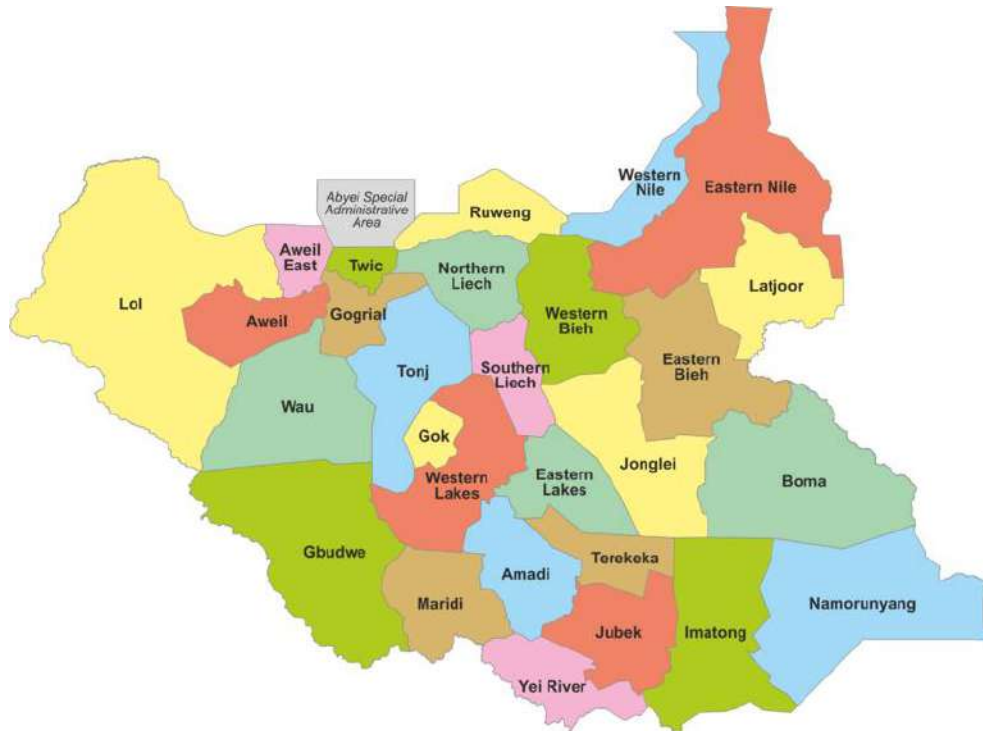 Abyei Special
Administrative
Area
Western
Nile
Eastern Nile
Ruweng
Aweil
East
Twic
Northern
Liech
Latjoor
Lol
Aweil
Gogrial
Western
Bieh
Tonj
Southern
Liech
Eastern
Bieh
Wau
Gok
Western
Lakes
Eastern
Lakes
Jonglei
Boma
Gbudwe
Amadi
Terekeka
Maridi
Jubek
Imatong
Namorunyang
Yei River